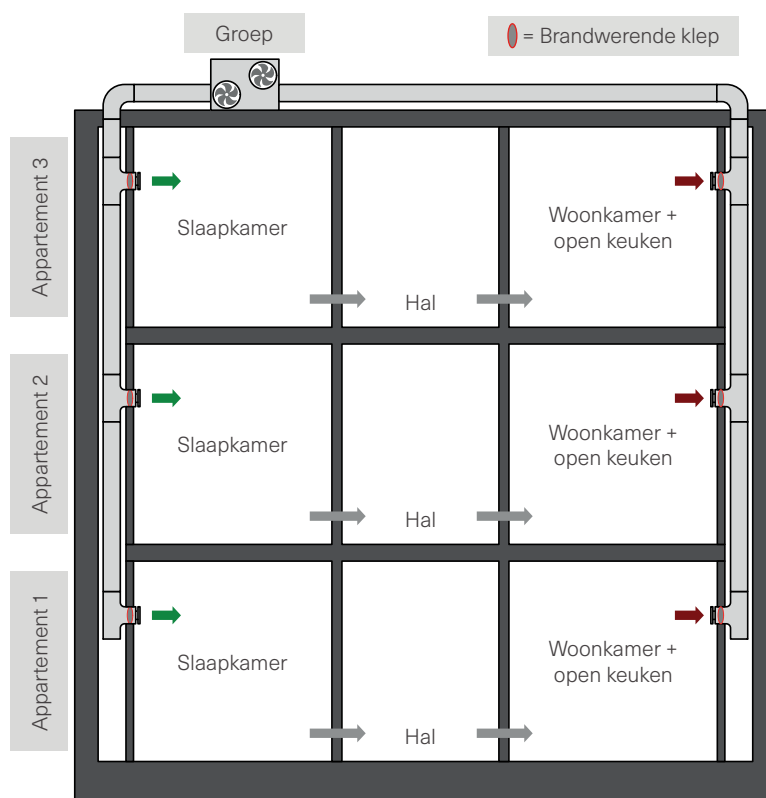 Groep
= Brandwerende klep
Appartement 3
Slaapkamer
Woonkamer +
open keuken
Hal
Appartement 2
Slaapkamer
Woonkamer +
open keuken
Hal
Appartement 1
Slaapkamer
Woonkamer +
open keuken
Hal